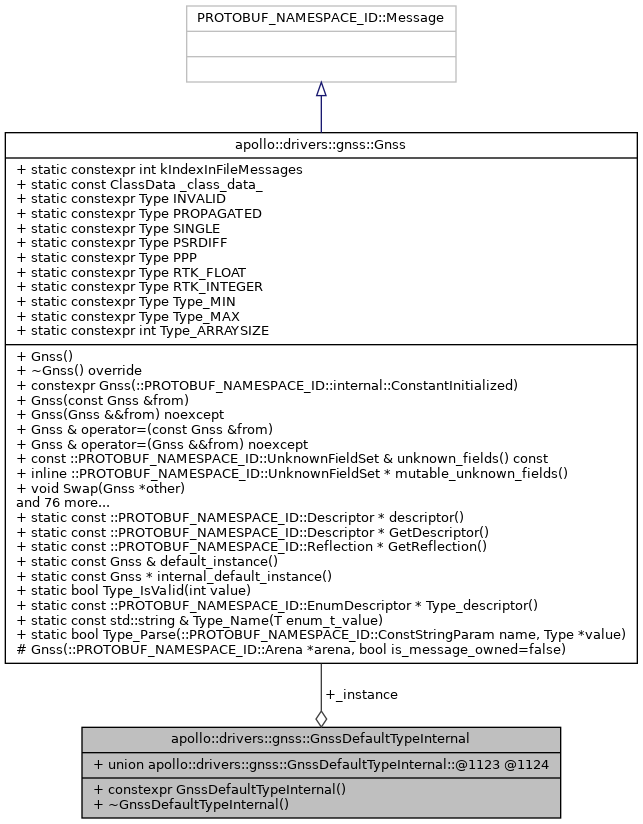 PROTOBUF_NAMESPACE_ID::Message
apollo::drivers::gnss::Gnss
+ static constexpr int kIndexInFileMessages
+ static const ClassData _class_data_
+ static constexpr Type INVALID
+ static constexpr Type PROPAGATED
+ static constexpr Type SINGLE
+ static constexpr Type PSRDIFF
+ static constexpr Type PPP
+ static constexpr Type RTK_FLOAT
+ static constexpr Type RTK_INTEGER
+ static constexpr Type Type_MIN
+ static constexpr Type Type_MAX
+ static constexpr int Type_ARRAYSIZE
+ Gnss()
+ ~Gnss() override
+ constexpr Gnss(::PROTOBUF_NAMESPACE_ID::internal::ConstantInitialized)
+ Gnss(const Gnss &from)
+ Gnss(Gnss &&from) noexcept
+ Gnss & operator=(const Gnss &from)
+ Gnss & operator=(Gnss &&from) noexcept
+ const ::PROTOBUF_NAMESPACE_ID::UnknownFieldSet & unknown_fields() const
+ inline ::PROTOBUF_NAMESPACE_ID::UnknownFieldSet * mutable_unknown_fields()
+ void Swap(Gnss *other)
and 76 more...
+ static const ::PROTOBUF_NAMESPACE_ID::Descriptor * descriptor()
+ static const ::PROTOBUF_NAMESPACE_ID::Descriptor * GetDescriptor()
+ static const ::PROTOBUF_NAMESPACE_ID::Reflection * GetReflection()
+ static const Gnss & default_instance()
+ static const Gnss * internal_default_instance()
+ static bool Type_IsValid(int value)
+ static const ::PROTOBUF_NAMESPACE_ID::EnumDescriptor * Type_descriptor()
+ static const std::string & Type_Name(T enum_t_value)
+ static bool Type_Parse(::PROTOBUF_NAMESPACE_ID::ConstStringParam name, Type *value)
# Gnss(::PROTOBUF_NAMESPACE_ID::Arena *arena, bool is_message_owned=false)
+_instance
apollo::drivers::gnss::GnssDefaultTypeInternal
+ union apollo::drivers::gnss::GnssDefaultTypeInternal::@1123 @1124
+ constexpr GnssDefaultTypeInternal()
+ ~GnssDefaultTypeInternal()